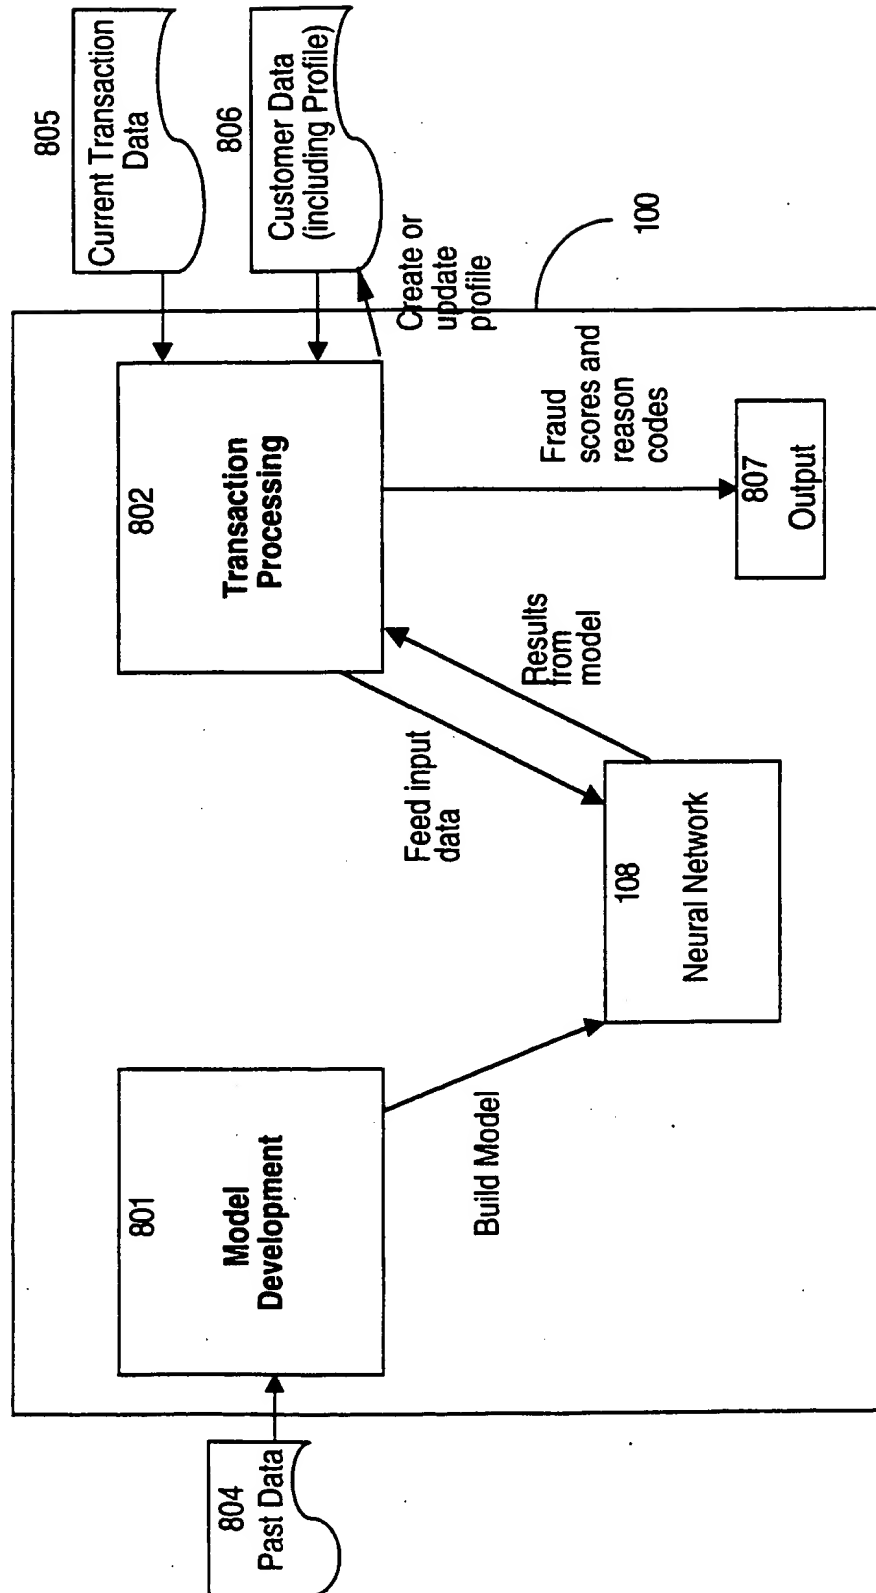 804
Past Data
801
Model
Development
Build Model
108
Neural Network
Feed input
data
Results
from
model
802
Transaction
Processing
Fraud
scores and
reason
codes
807
Output
Create or
update
profile
805
Current Transaction
Data
806
Customer Data
(including Profile)
100